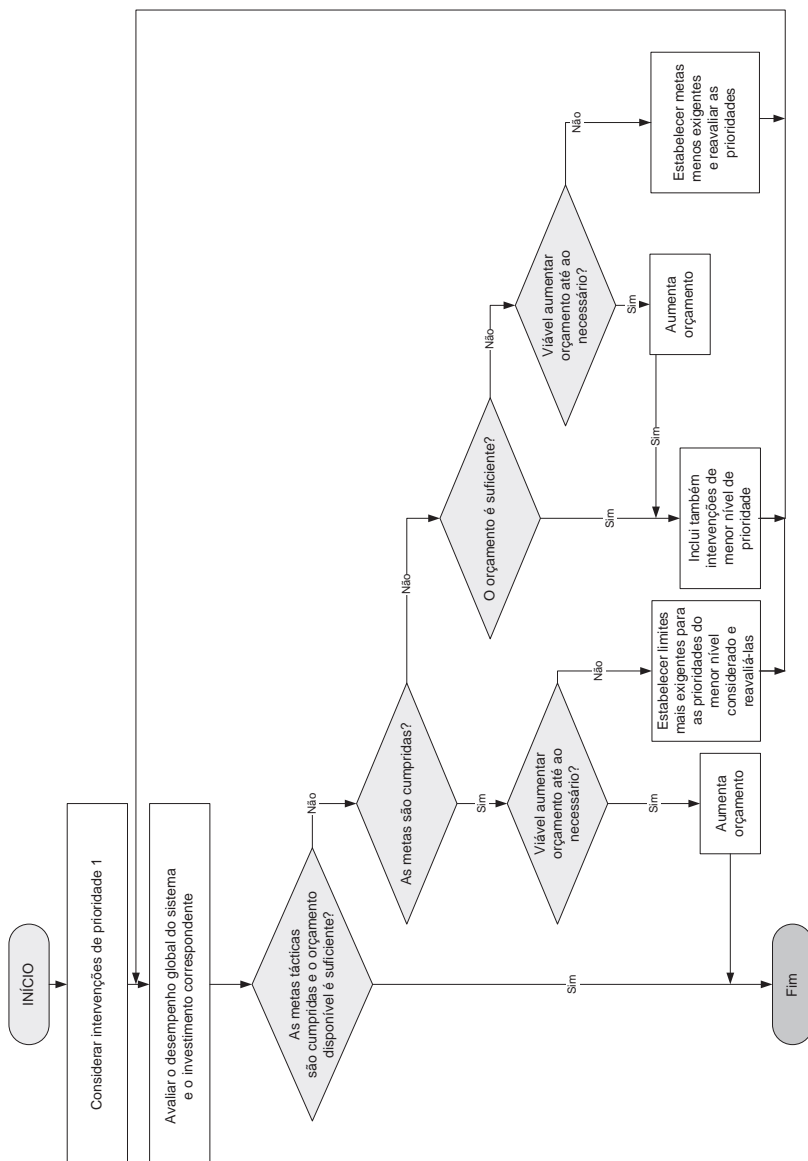 INÍCIO
Considerar intervenções de prioridade 1
Avaliar o desempenho global do sistema
e o investimento correspondente
As metas tácticas
são cumpridas e o orçamento
disponível é suficiente?
Não
Sim
As metas são cumpridas?
Não
Sim
Viável aumentar
orçamento até ao
necessário?
Não
Sim
Aumenta
orçamento
Estabelecer limites
mais exigentes para
as prioridades do
menor nível
considerado e
reavaliá-las
O orçamento é suficiente?
Não
Sim
Inclui também
intervenções de
menor nível de
prioridade
Viável aumentar
orçamento até ao
necessário?
Não
Sim
Aumenta
orçamento
Sim
Estabelecer metas
menos exigentes
e reavaliar as
prioridades
Fim